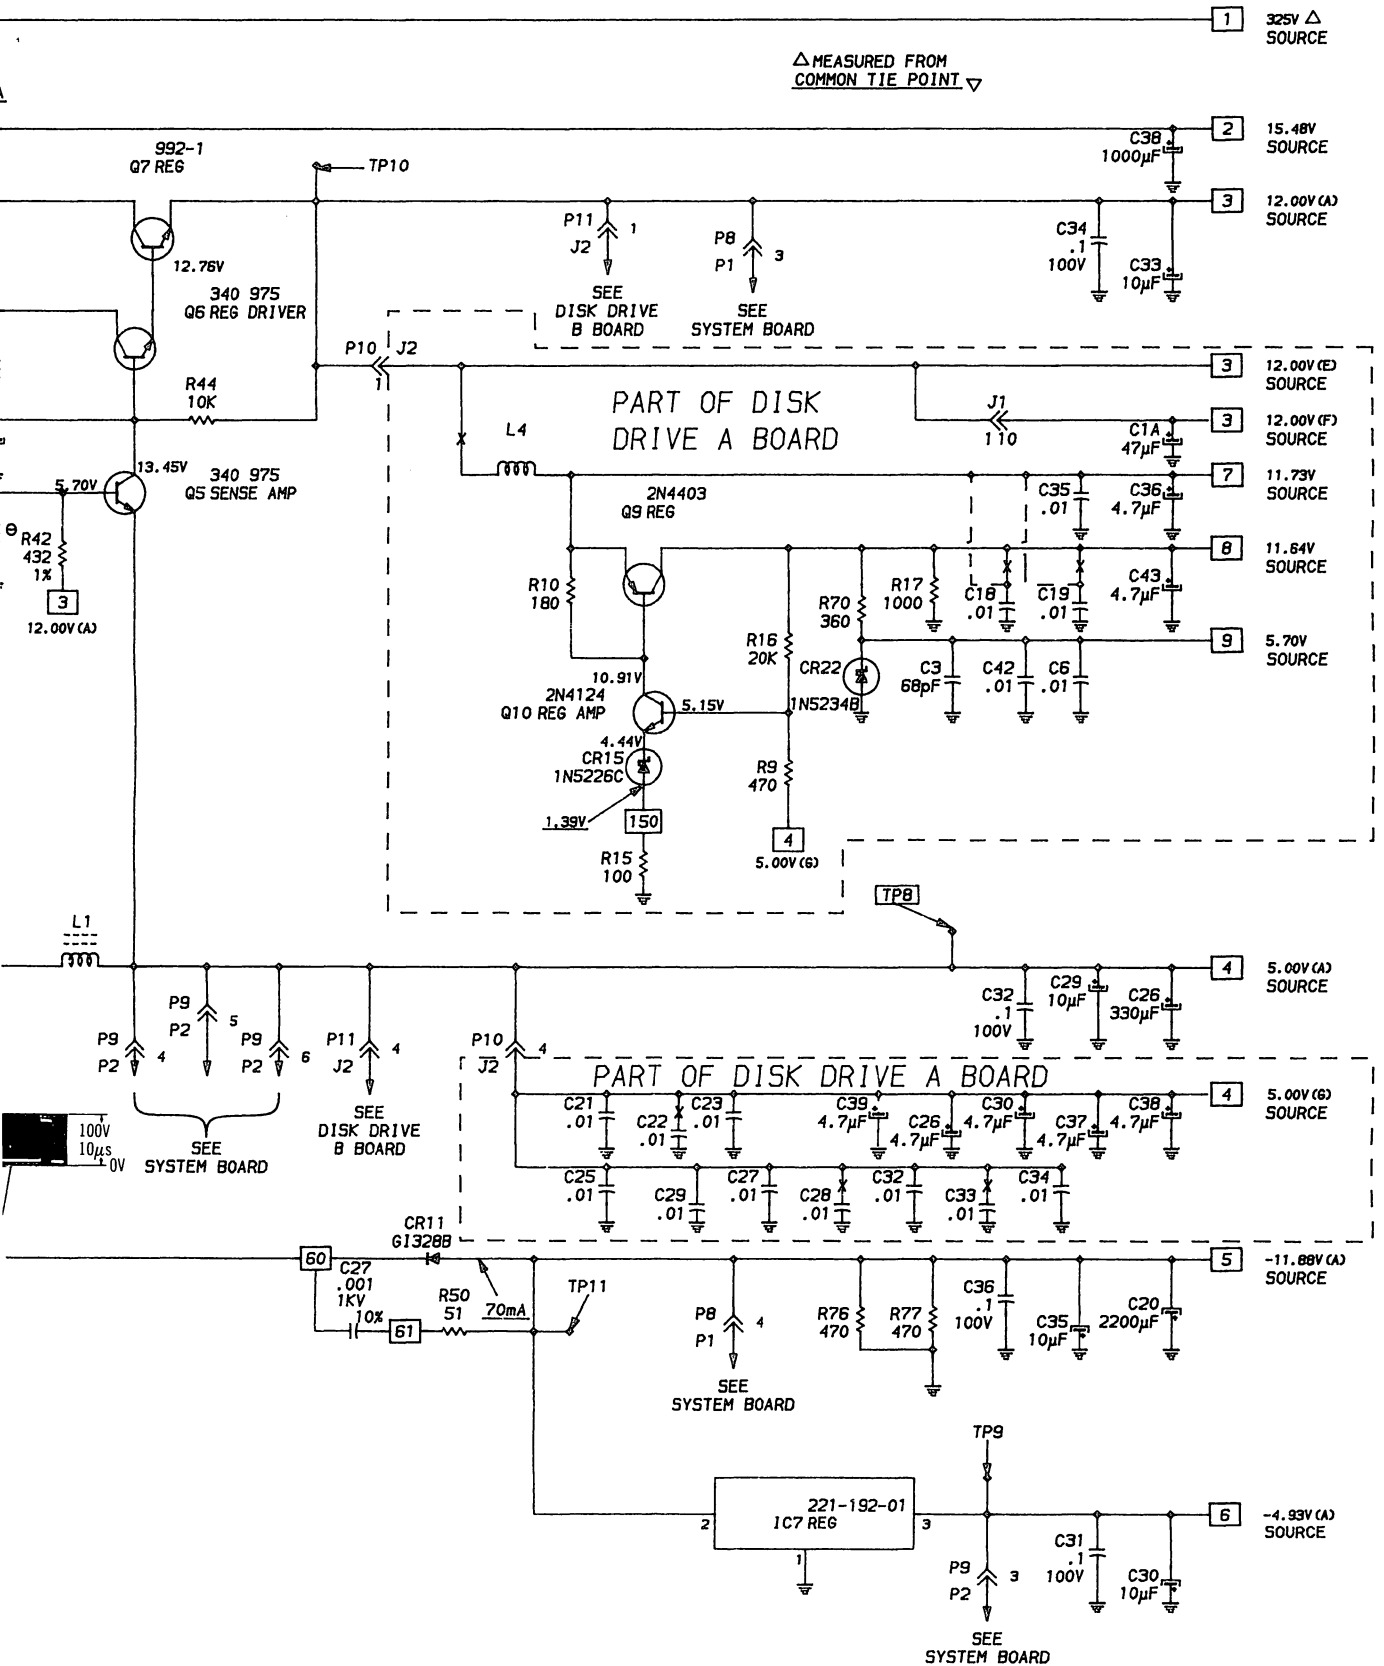 1 325V △
SOURCE
△ MEASURED FROM
COMMON TIE POINT ▽
A
2 15.48V
SOURCE
C38
1000µF
992-1
Q7 REG
TP10
3 12.00V(A)
SOURCE
P11
J2
1
P8
P1
3
C34
.1
100V
C33
10µF
12.76V
340 975
Q6 REG DRIVER
SEE
DISK DRIVE
B BOARD
SEE
SYSTEM BOARD
P10 J2
1
3 12.00V(E)
SOURCE
R44
10K
PART OF DISK
DRIVE A BOARD
J1
110
C1A
47µF
3 12.00V(F)
SOURCE
L4
13.45V
340 975
Q5 SENSE AMP
5.70V
7 11.73V
SOURCE
2N4403
Q9 REG
C35
.01
C36
4.7µF
Θ
R42
432
1%
3
12.00V(A)
8 11.64V
SOURCE
R10
180
R70
360
R17
1000
C18
.01
C19
.01
C43
4.7µF
R16
20K
9 5.70V
SOURCE
CR22
1N5234B
C3
68pF
C42
.01
C6
.01
10.91V
2N4124
Q10 REG AMP
5.15V
4.44V
CR15
1N5226C
R9
470
1.39V
150
4
5.00V(G)
R15
100
TP8
L1
4 5.00V(A)
SOURCE
C32
.1
100V
C29
10µF
C26
330µF
P9
P2
4
P9
P2
5
P9
P2
6
P11
J2
4
P10
J2
4
PART OF DISK DRIVE A BOARD
4 5.00V(G)
SOURCE
C21
.01
C22
.01
C23
.01
C39
4.7µF
C26
4.7µF
C30
4.7µF
C37
4.7µF
C38
4.7µF
100V
10µs
0V
SEE
SYSTEM BOARD
SEE
DISK DRIVE
B BOARD
C25
.01
C29
.01
C27
.01
C28
.01
C32
.01
C33
.01
C34
.01
CR11
GI328B
60
5 -11.88V(A)
SOURCE
C27
.001
1KV
10%
61
R50
51
70mA
TP11
P8
P1
4
R76
470
R77
470
C36
.1
100V
C35
10µF
C20
2200µF
SEE
SYSTEM BOARD
TP9
221-192-01
IC7 REG
2
3
1
6 -4.93V(A)
SOURCE
P9
P2
3
C31
.1
100V
C30
10µF
SEE
SYSTEM BOARD